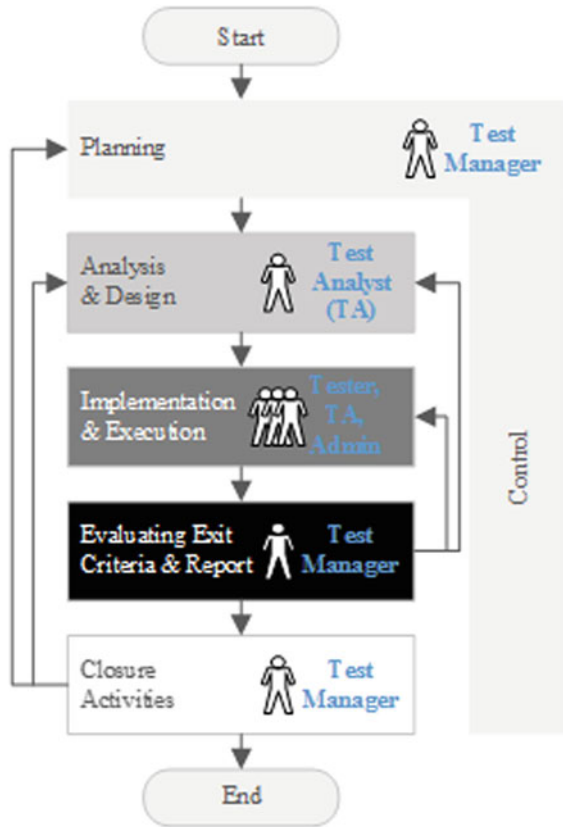 Start
Planning
Test
Manager
Analysis
& Design
Test
Analyst
(TA)
Implementation
& Execution
Tester,
TA,
Admin
Evaluating Exit
Criteria & Report
Test
Manager
Closure
Activities
Test
Manager
Control
End